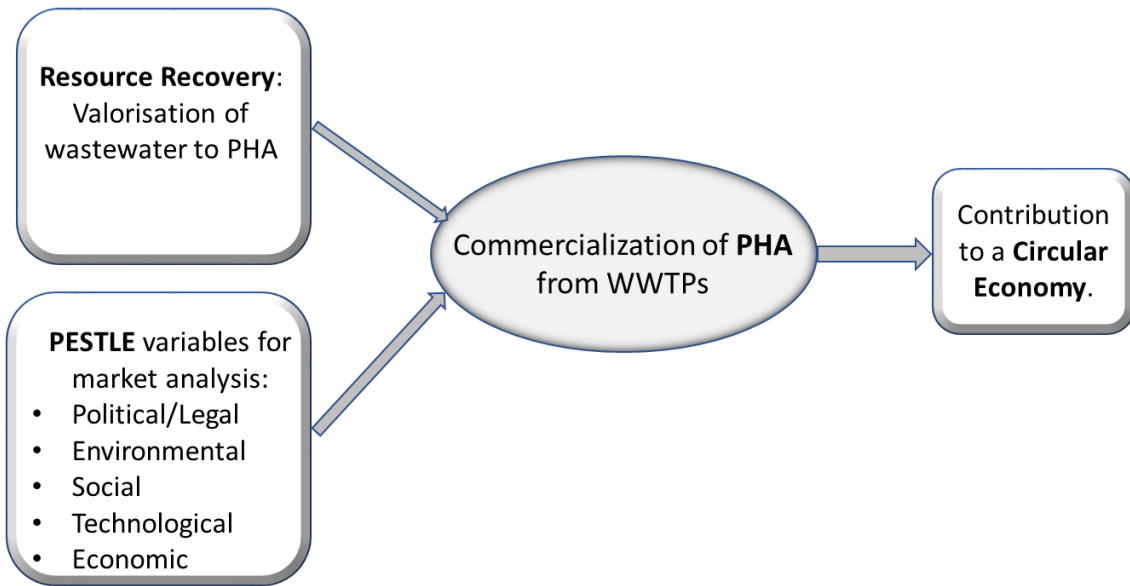 Resource Recovery:
Valorisation of
wastewater to PHA
PESTLE variables for
market analysis:
• Political/Legal
• Environmental
• Social
• Technological
• Economic
Commercialization of PHA
from WWTPs
Contribution
to a Circular
Economy.